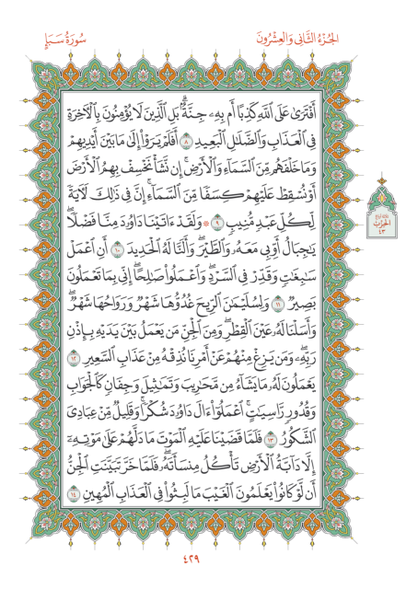 الجُزءُ الثَّانِي وَالعِشْرُونَ
سُورَةُ سَبَإٍ
أَفْتَرَىٰ عَلَى ٱللَّهِ كَذِبًا أَم بِهِۦ جِنَّةُۢۗ بَلِ ٱلَّذِينَ لَا يُؤْمِنُونَ بِٱلْأٓخِرَةِ
فِي ٱلْعَذَابِ وَٱلضَّلَٰلِ ٱلْبَعِيدِ ٨ أَفَلَمْ يَرَوْا۟ إِلَىٰ مَا بَيْنَ أَيْدِيهِمْ
وَمَا خَلْفَهُم مِّنَ ٱلسَّمَآءِ وَٱلْأَرْضِۚ إِن نَّشَأْ نَخْسِفْ بِهِمُ ٱلْأَرْضَ
أَوْ نُسْقِطْ عَلَيْهِمْ كِسَفًا مِّنَ ٱلسَّمَآءِۚ إِنَّ فِي ذَٰلِكَ لَأٓيَةً
لِّكُلِّ عَبْدٍ مُّنِيبٍ ٩ وَلَقَدْ ءَاتَيْنَا دَاوُۥدَ مِنَّا فَضْلًاۖ
يَٰجِبَالُ أَوِّبِي مَعَهُۥ وَٱلطَّيْرَۖ وَأَلَنَّا لَهُ ٱلْحَدِيدَ ١٠ أَنِ ٱعْمَلْ
سَٰبِغَٰتٍ وَقَدِّرْ فِي ٱلسَّرْدِۖ وَٱعْمَلُوا۟ صَٰلِحًاۖ إِنِّي بِمَا تَعْمَلُونَ
بَصِيرٌ ١١ وَلِسُلَيْمَٰنَ ٱلرِّيحَ غُدُوُّهَا شَهْرٌ وَرَوَاحُهَا شَهْرٌۖ
وَأَسَلْنَا لَهُۥ عَيْنَ ٱلْقِطْرِۖ وَمِنَ ٱلْجِنِّ مَن يَعْمَلُ بَيْنَ يَدَيْهِ بِإِذْنِ
رَبِّهِۦۖ وَمَن يَزِغْ مِنْهُمْ عَنْ أَمْرِنَا نُذِقْهُ مِنْ عَذَابِ ٱلسَّعِيرِ ١٢
يَعْمَلُونَ لَهُۥ مَا يَشَآءُ مِن مَّحَٰرِيبَ وَتَمَٰثِيلَ وَجِفَانٍ كَٱلْجَوَابِ
وَقُدُورٍ رَّاسِيَٰتٍۚ ٱعْمَلُوٓا۟ ءَالَ دَاوُۥدَ شُكْرًاۚ وَقَلِيلٌ مِّنْ عِبَادِيَ
ٱلشَّكُورُ ١٣ فَلَمَّا قَضَيْنَا عَلَيْهِ ٱلْمَوْتَ مَا دَلَّهُمْ عَلَىٰ مَوْتِهِۦٓ
إِلَّا دَآبَّةُ ٱلْأَرْضِ تَأْكُلُ مِنسَأَتَهُۥۖ فَلَمَّا خَرَّ تَبَيَّنَتِ ٱلْجِنُّ
أَن لَّوْ كَانُوا۟ يَعْلَمُونَ ٱلْغَيْبَ مَا لَبِثُوا۟ فِي ٱلْعَذَابِ ٱلْمُهِينِ ١٤
الحِزْبُ
٤٣
٤٢٩